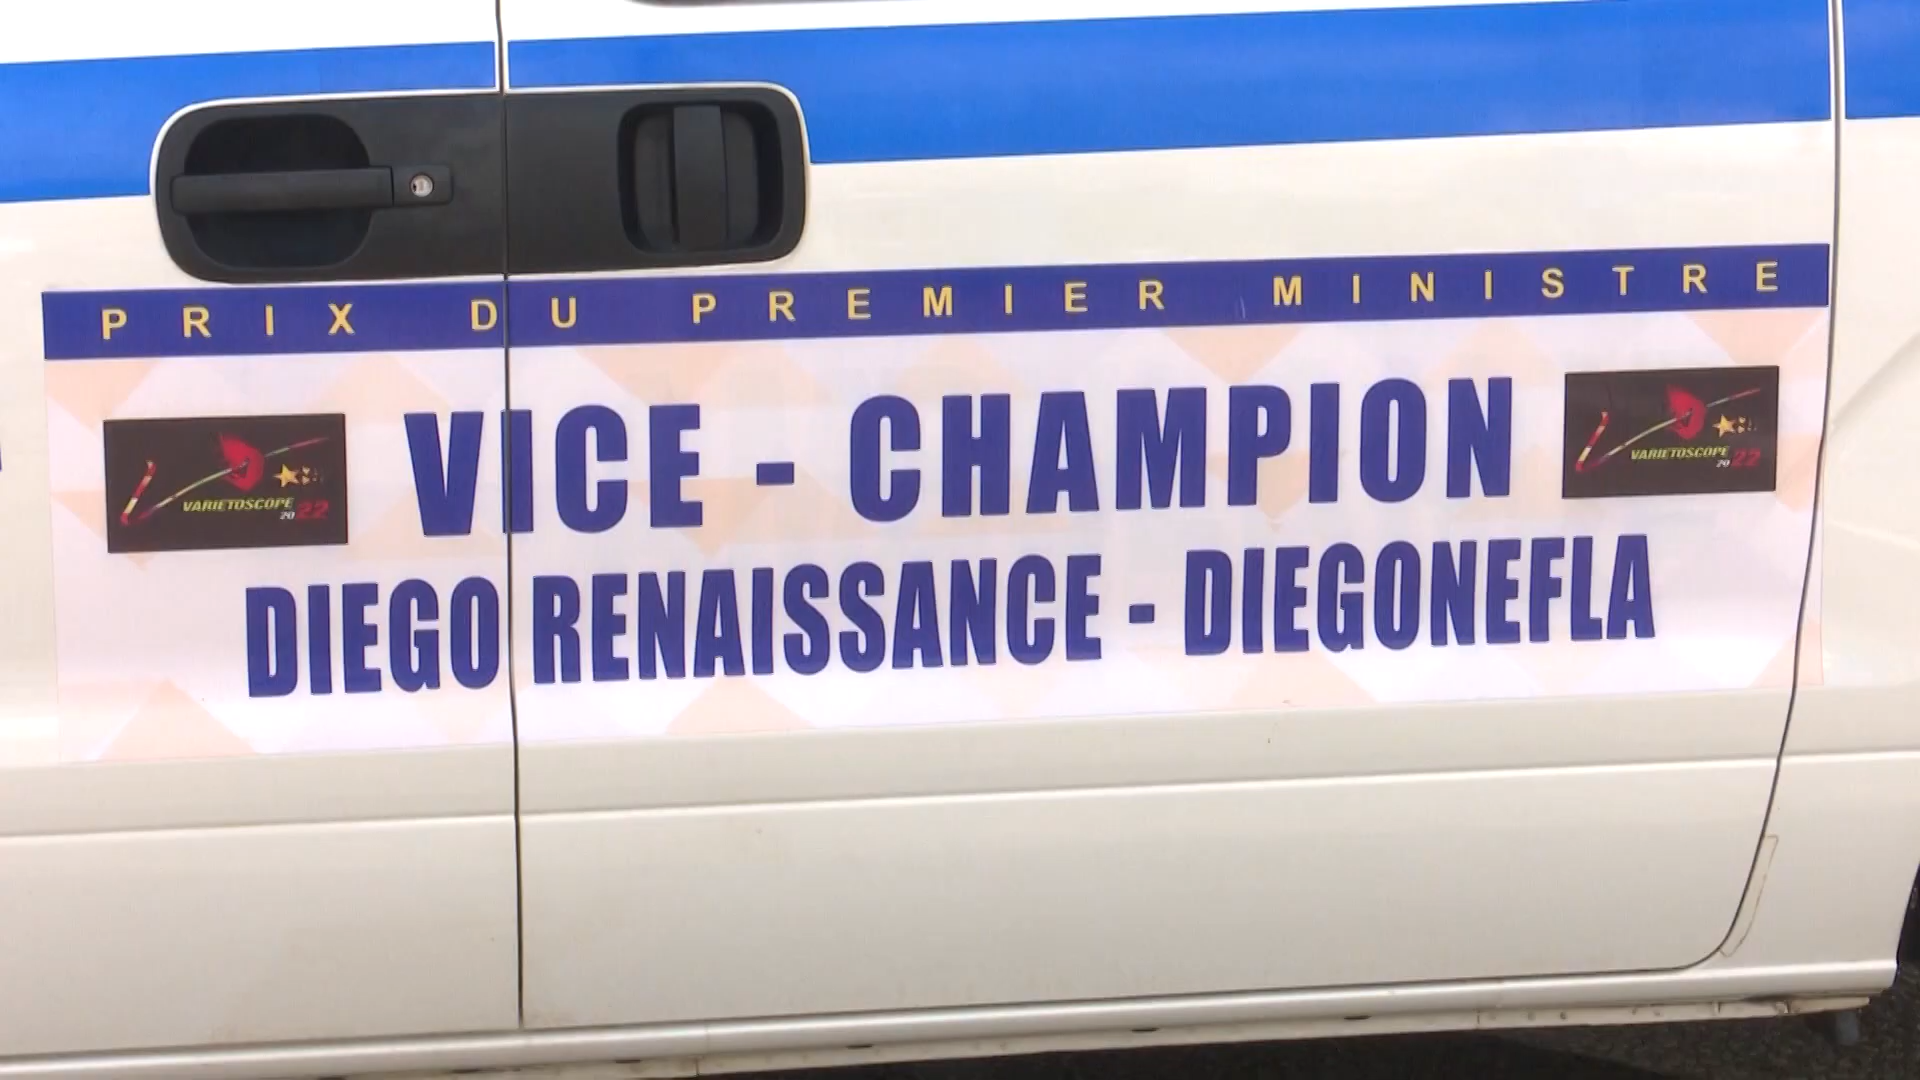 PRIX DU PREMIER MINISTRE
VICE - CHAMPION
DIEGO RENAISSANCE - DIEGONEFLA
VARIETOSCOPE
2022
VARIETOSCOPE
2022